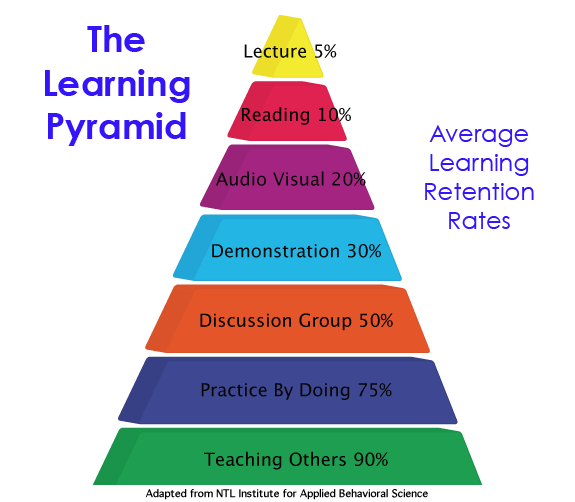 The
Learning
Pyramid
Average
Learning
Retention
Rates
Lecture 5%
Reading 10%
Audio Visual 20%
Demonstration 30%
Discussion Group 50%
Practice By Doing 75%
Teaching Others 90%
Adapted from NTL Institute for Applied Behavioral Science